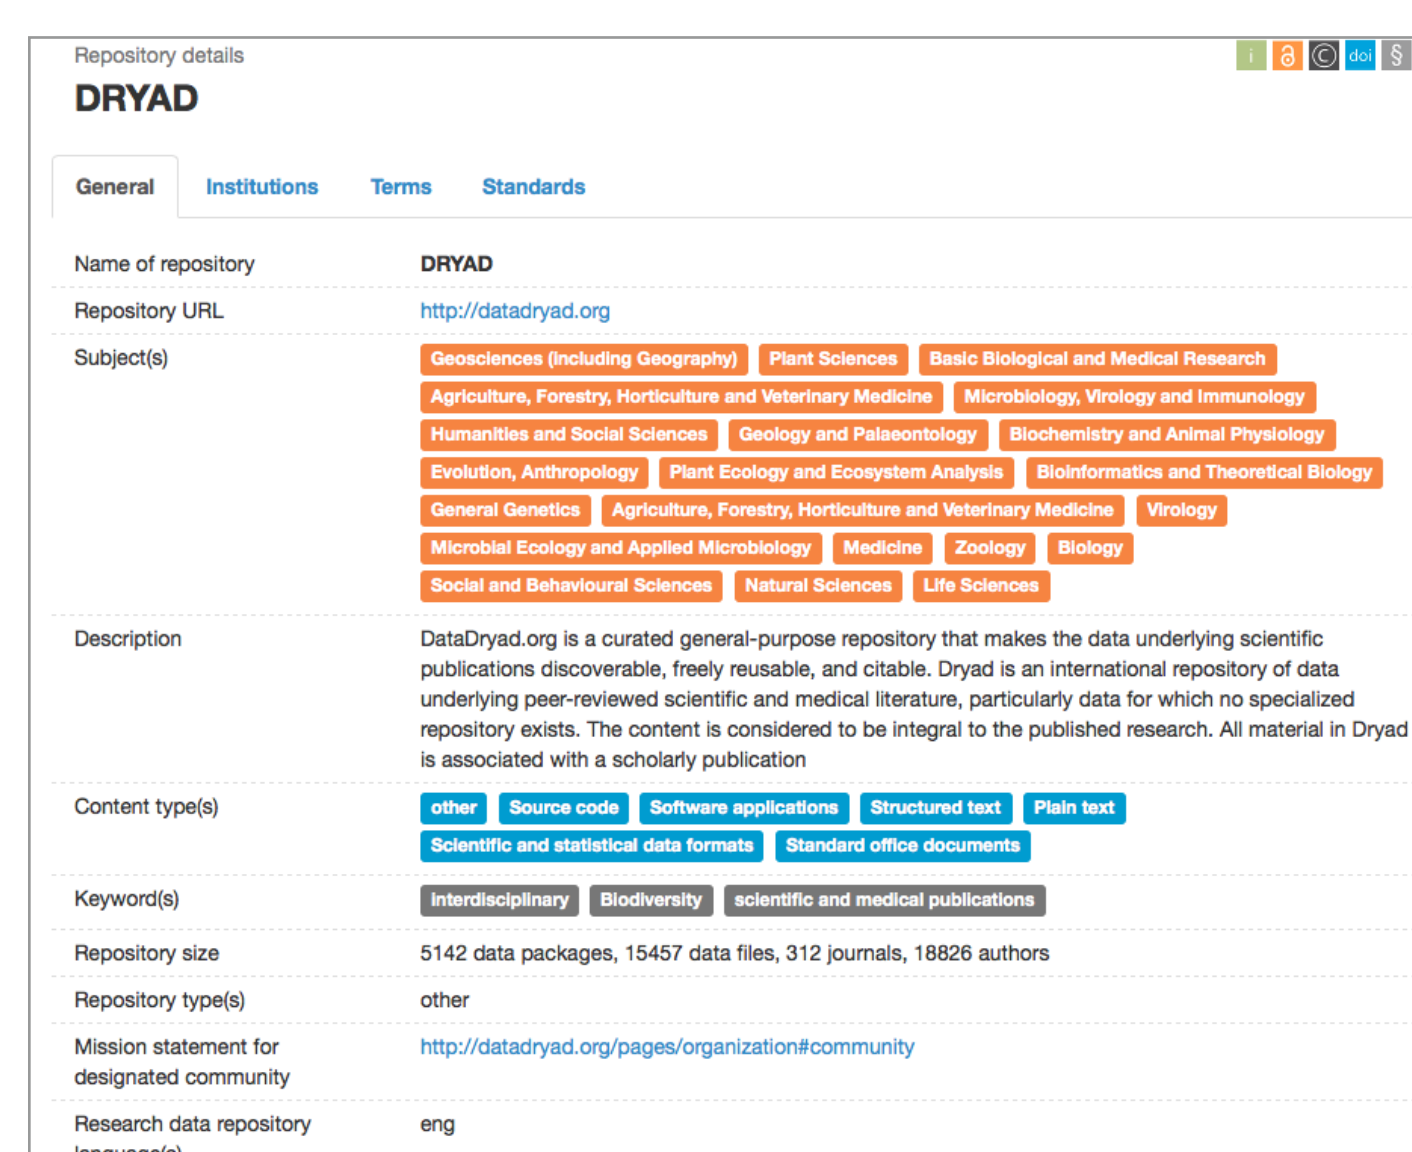 Repository details
i © doi §
DRYAD
General Institutions Terms Standards
Name of repository DRYAD
Repository URL http://datadryad.org
Subject(s) Geosciences (including Geography) Plant Sciences Basic Biological and Medical Research
Agriculture, Forestry, Horticulture and Veterinary Medicine Microbiology, Virology and Immunology
Humanities and Social Sciences Geology and Palaeontology Biochemistry and Animal Physiology
Evolution, Anthropology Plant Ecology and Ecosystem Analysis Bioinformatics and Theoretical Biology
General Genetics Agriculture, Forestry, Horticulture and Veterinary Medicine Virology
Microbial Ecology and Applied Microbiology Medicine Zoology Biology
Social and Behavioural Sciences Natural Sciences Life Sciences
Description DataDryad.org is a curated general-purpose repository that makes the data underlying scientific
publications discoverable, freely reusable, and citable. Dryad is an international repository of data
underlying peer-reviewed scientific and medical literature, particularly data for which no specialized
repository exists. The content is considered to be integral to the published research. All material in Dryad
is associated with a scholarly publication
Content type(s) other Source code Software applications Structured text Plain text
Scientific and statistical data formats Standard office documents
Keyword(s) interdisciplinary Biodiversity scientific and medical publications
Repository size 5142 data packages, 15457 data files, 312 journals, 18826 authors
Repository type(s) other
Mission statement for http://datadryad.org/pages/organization#community
designated community
Research data repository eng
language(s)